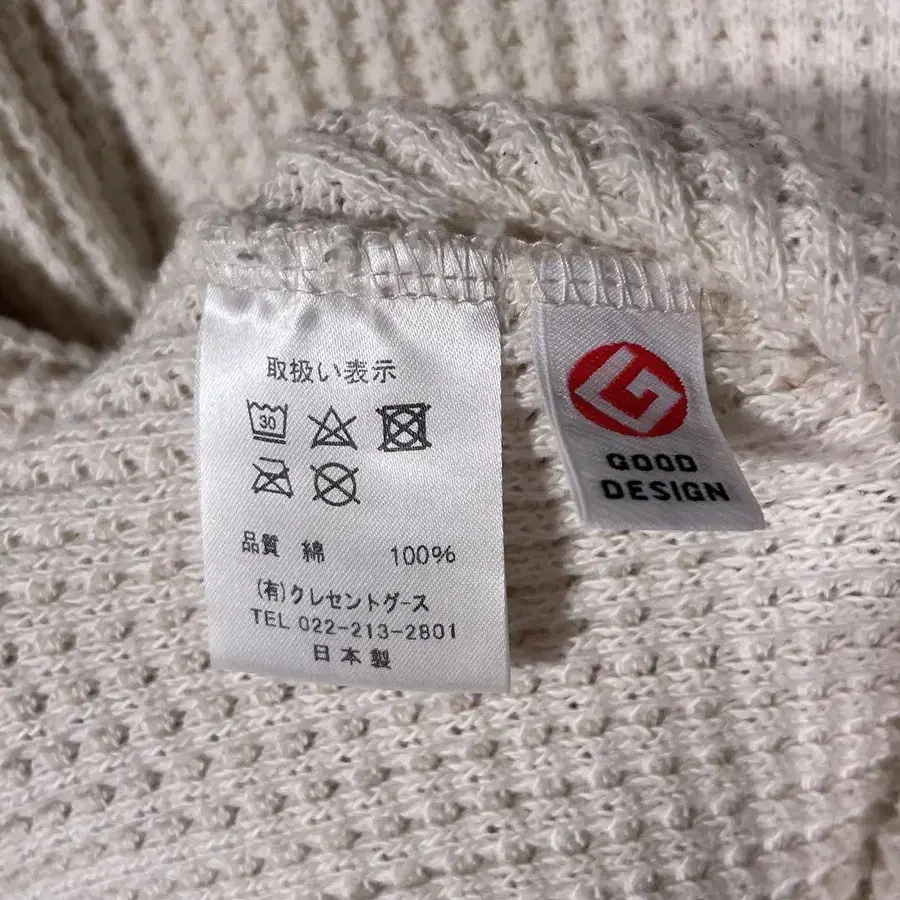 取扱い表示
30
品質 綿 100%
(有)クレセントグース
TEL 022-213-2801
日本製
G
GOOD
DESIGN